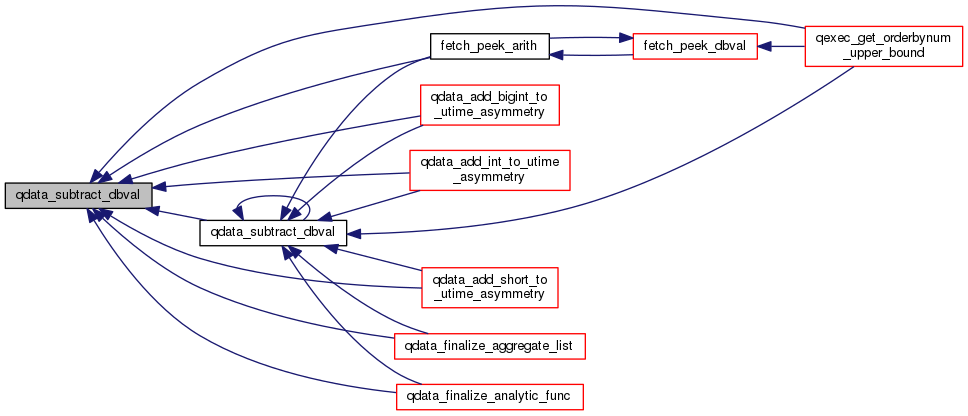 qdata_subtract_dbval
qdata_subtract_dbval
fetch_peek_arith
fetch_peek_dbval
qexec_get_orderbynum
_upper_bound
qdata_add_bigint_to
_utime_asymmetry
qdata_add_int_to_utime
_asymmetry
qdata_add_short_to
_utime_asymmetry
qdata_finalize_aggregate_list
qdata_finalize_analytic_func